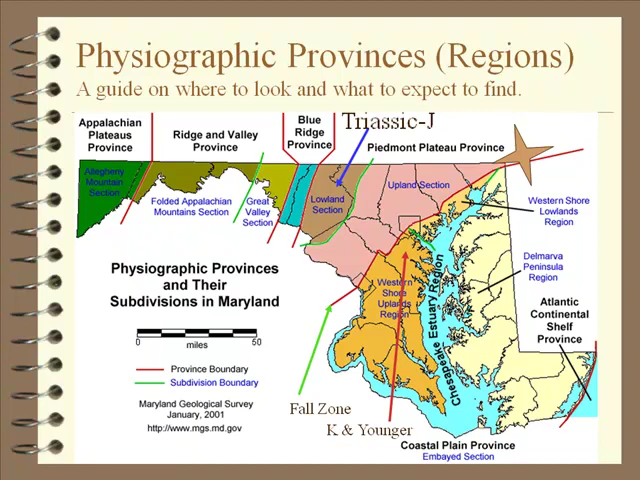 Physiographic Provinces (Regions)
A guide on where to look and what to expect to find.
Appalachian
Plateaus
Province
Ridge and Valley
Province
Blue
Ridge
Province
Triassic-J
Piedmont Plateau Province
Allegheny
Mountain
Section
Folded Appalachian
Mountains Section
Great
Valley
Section
Lowland
Section
Upland Section
Western Shore
Lowlands
Region
Delmarva
Peninsula
Region
Physiographic Provinces
and Their
Subdivisions in Maryland
Western
Shore
Uplands
Region
Chesapeake Estuary Region
Atlantic
Continental
Shelf
Province
0
50
miles
Province Boundary
Subdivision Boundary
Maryland Geological Survey
January, 2001
http://www.mgs.md.gov
Fall Zone
K & Younger
Coastal Plain Province
Embayed Section